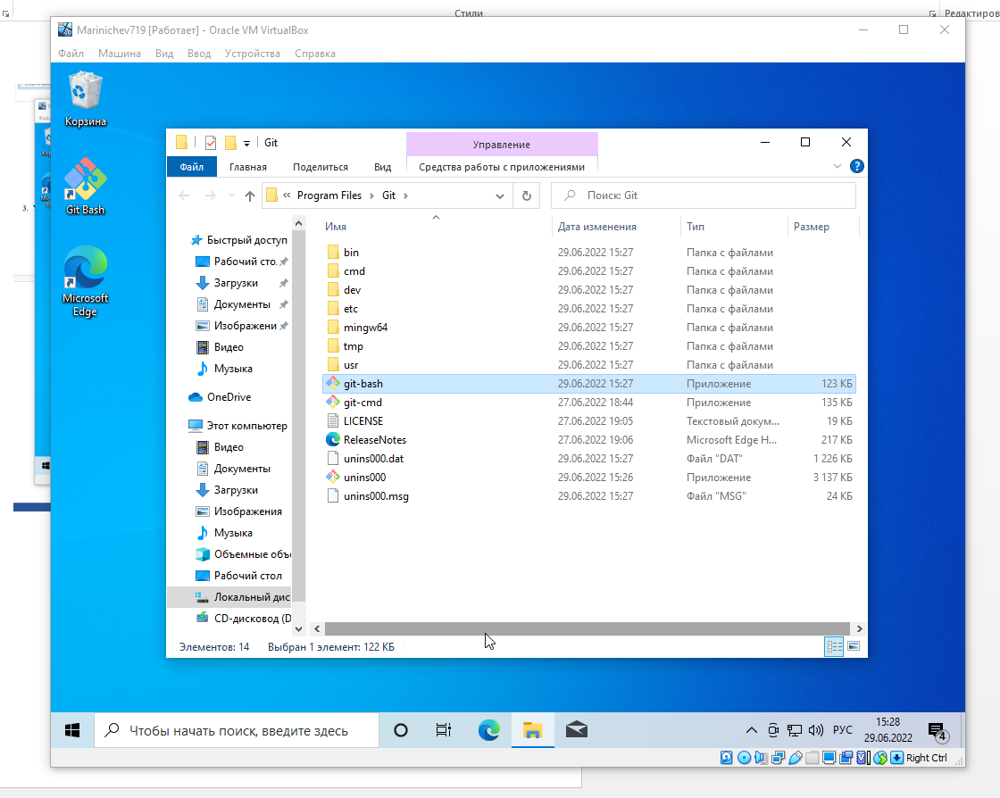 Стили
Редактиров
Marinichev719 [Работает] - Oracle VM VirtualBox
Файл Машина Вид Ввод Устройства Справка
Корзина
Git Bash
Microsoft
Edge
3.
Git
Управление
Файл Главная Поделиться Вид Средства работы с приложениями
« Program Files › Git ›
Поиск: Git
Имя Дата изменения Тип Размер
Быстрый доступ
Рабочий сто.
Загрузки
Документы
Изображени
Видео
Музыка
OneDrive
Этот компьютер
Видео
Документы
Загрузки
Изображения
Музыка
Объемные объ
Рабочий стол
Локальный дис
CD-дисковод (D
bin 29.06.2022 15:27 Папка с файлами
cmd 29.06.2022 15:27 Папка с файлами
dev 29.06.2022 15:27 Папка с файлами
etc 29.06.2022 15:27 Папка с файлами
mingw64 29.06.2022 15:27 Папка с файлами
tmp 29.06.2022 15:27 Папка с файлами
usr 29.06.2022 15:27 Папка с файлами
git-bash 29.06.2022 15:27 Приложение 123 КБ
git-cmd 27.06.2022 18:44 Приложение 135 КБ
LICENSE 27.06.2022 19:05 Текстовый докум... 19 КБ
ReleaseNotes 27.06.2022 19:06 Microsoft Edge H... 217 КБ
unins000.dat 29.06.2022 15:27 Файл "DAT" 1 226 КБ
unins000 29.06.2022 15:26 Приложение 3 137 КБ
unins000.msg 29.06.2022 15:27 Файл "MSG" 24 КБ
Элементов: 14 Выбран 1 элемент: 122 КБ
Чтобы начать поиск, введите здесь
РУС
15:28
29.06.2022
4
Right Ctrl